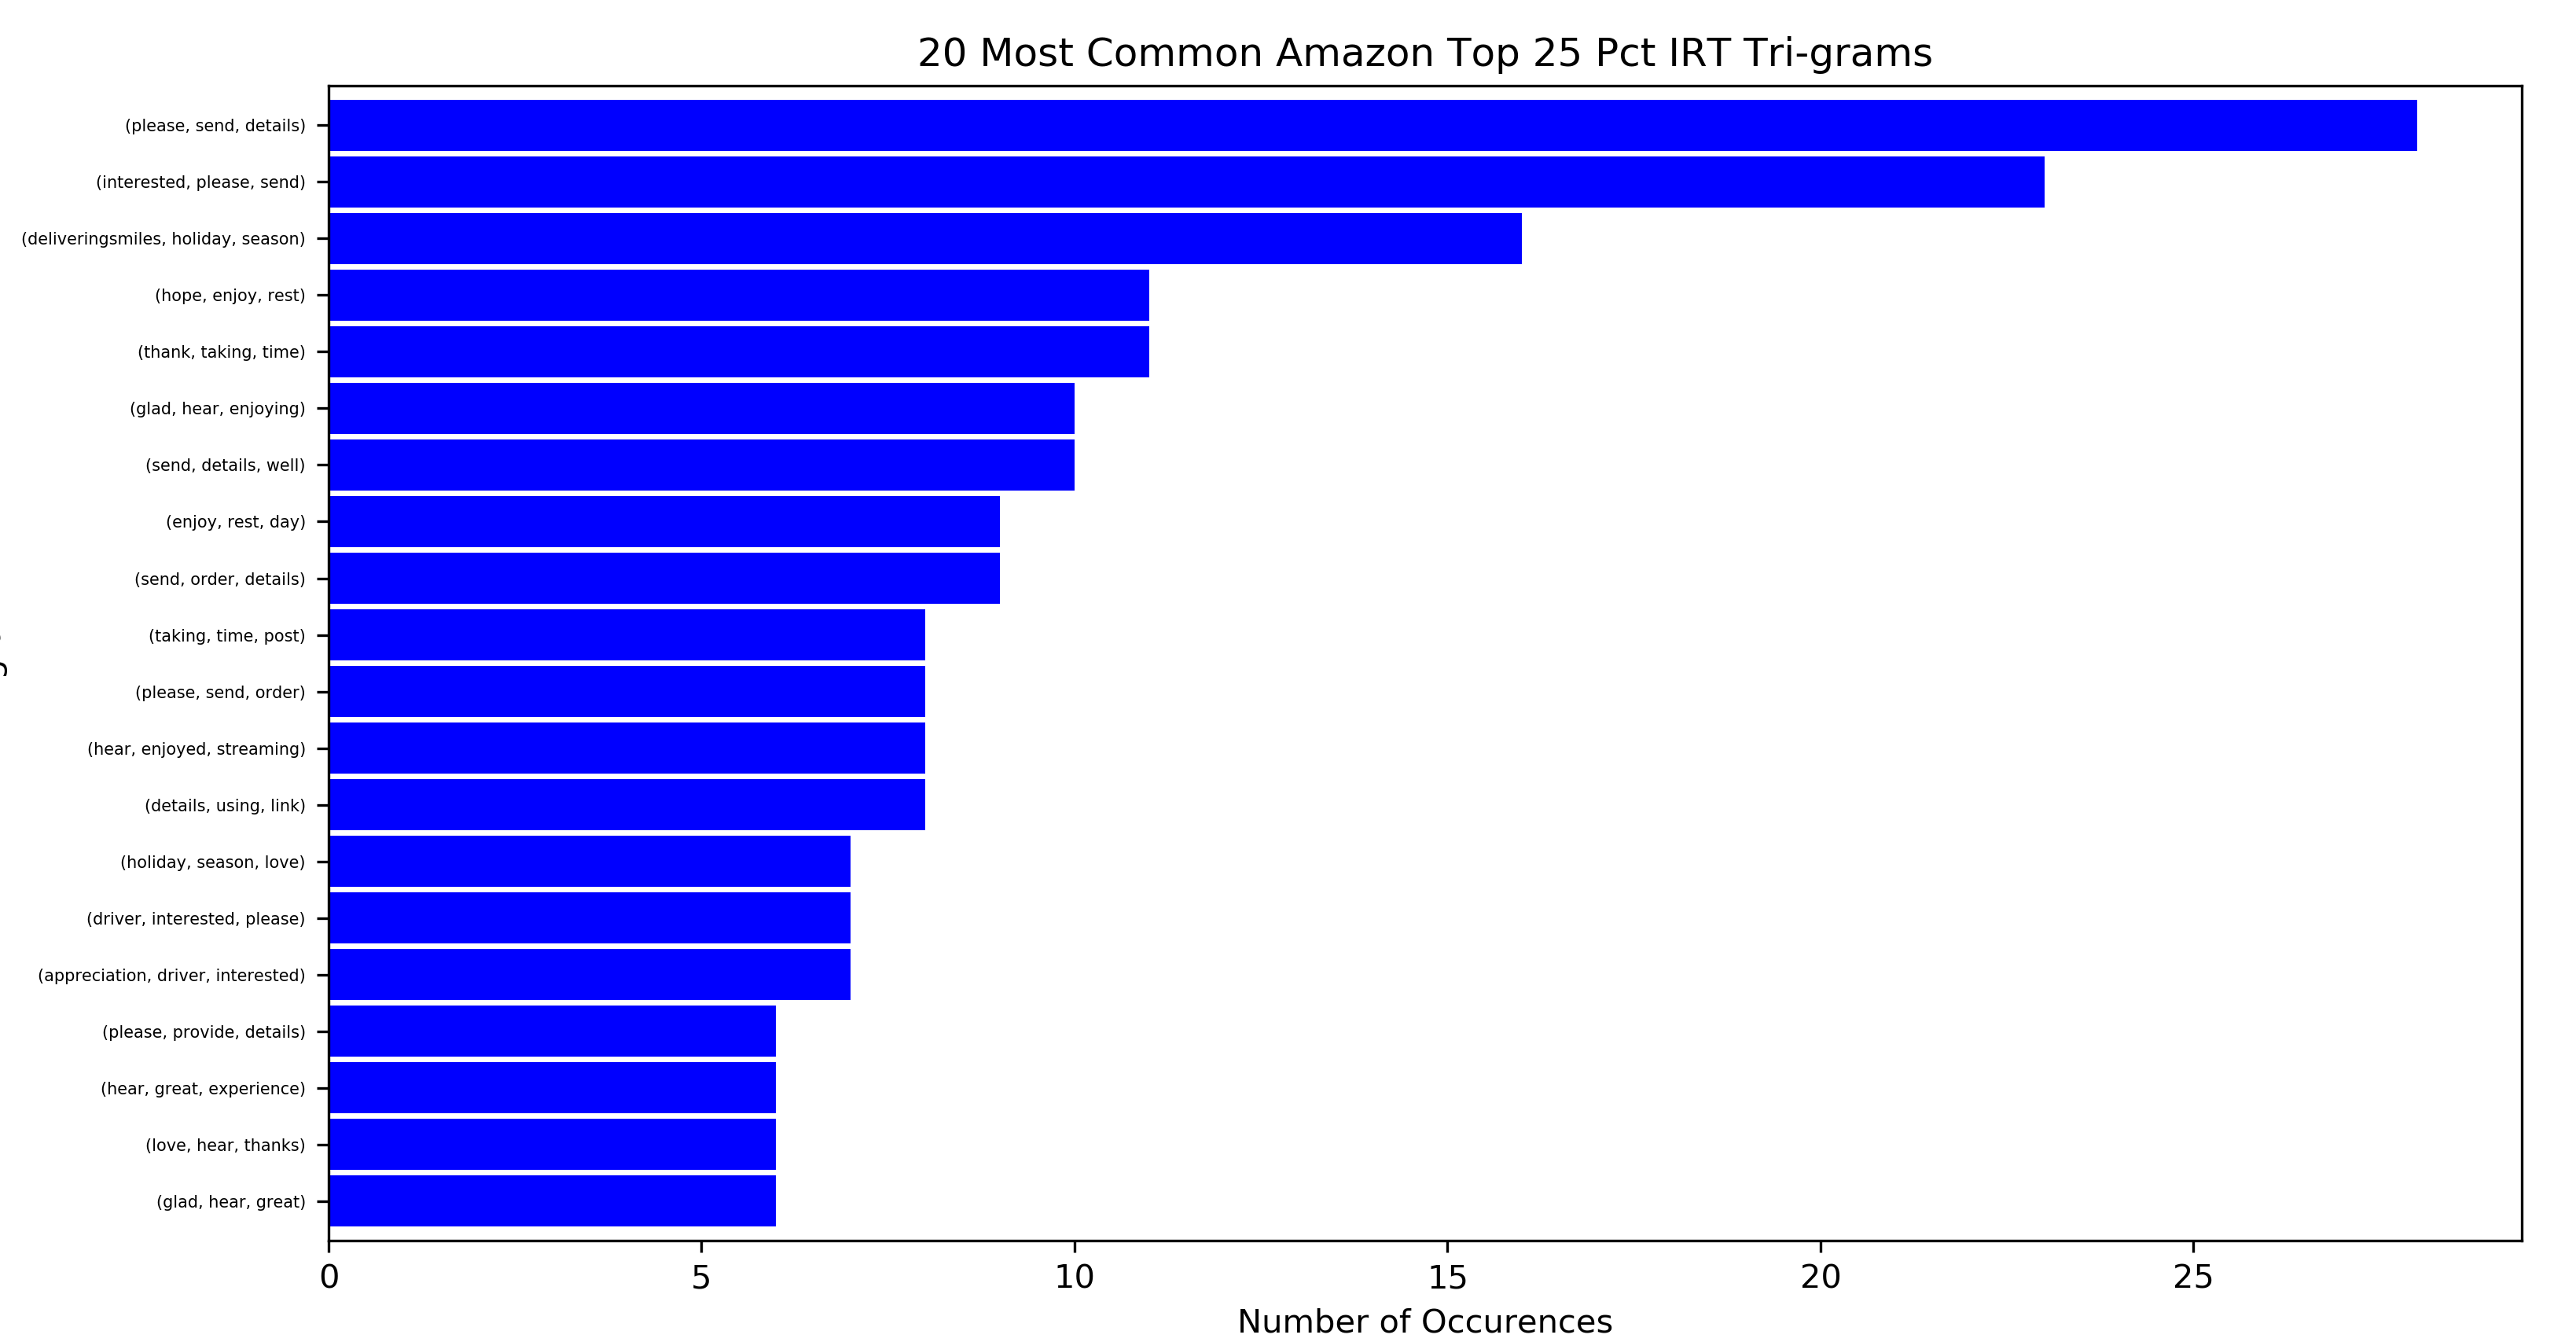 20 Most Common Amazon Top 25 Pct IRT Tri-grams
(please, send, details)
(interested, please, send)
(deliveringsmiles, holiday, season)
(hope, enjoy, rest)
(thank, taking, time)
(glad, hear, enjoying)
(send, details, well)
(enjoy, rest, day)
(send, order, details)
(taking, time, post)
(please, send, order)
(hear, enjoyed, streaming)
(details, using, link)
(holiday, season, love)
(driver, interested, please)
(appreciation, driver, interested)
(please, provide, details)
(hear, great, experience)
(love, hear, thanks)
(glad, hear, great)
0 5 10 15 20 25
Number of Occurences